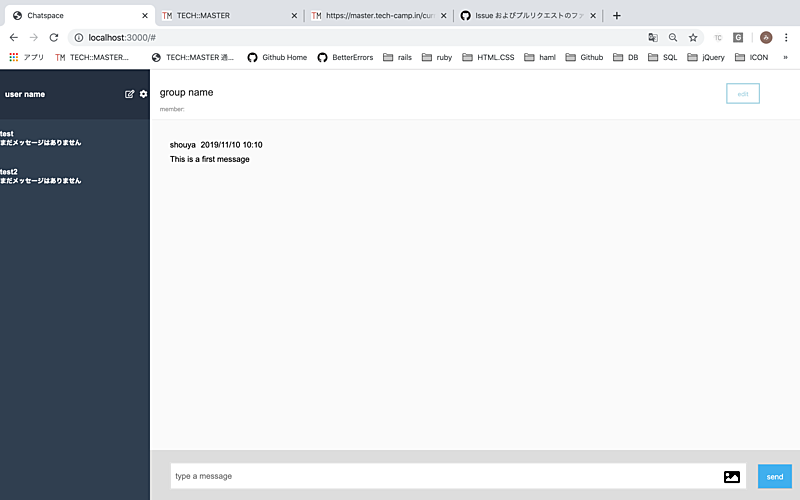 Chatspace
TECH::MASTER
https://master.tech-camp.in/cur
Issue およびプルリクエストのファ
localhost:3000/#
アプリ
TECH::MASTER...
TECH::MASTER 通...
Github Home
BetterErrors
rails
ruby
HTML.CSS
haml
Github
DB
SQL
jQuery
ICON
»
user name
group name
edit
member:
test
まだメッセージはありません
test2
まだメッセージはありません
shouya 2019/11/10 10:10
This is a first message
type a message
send